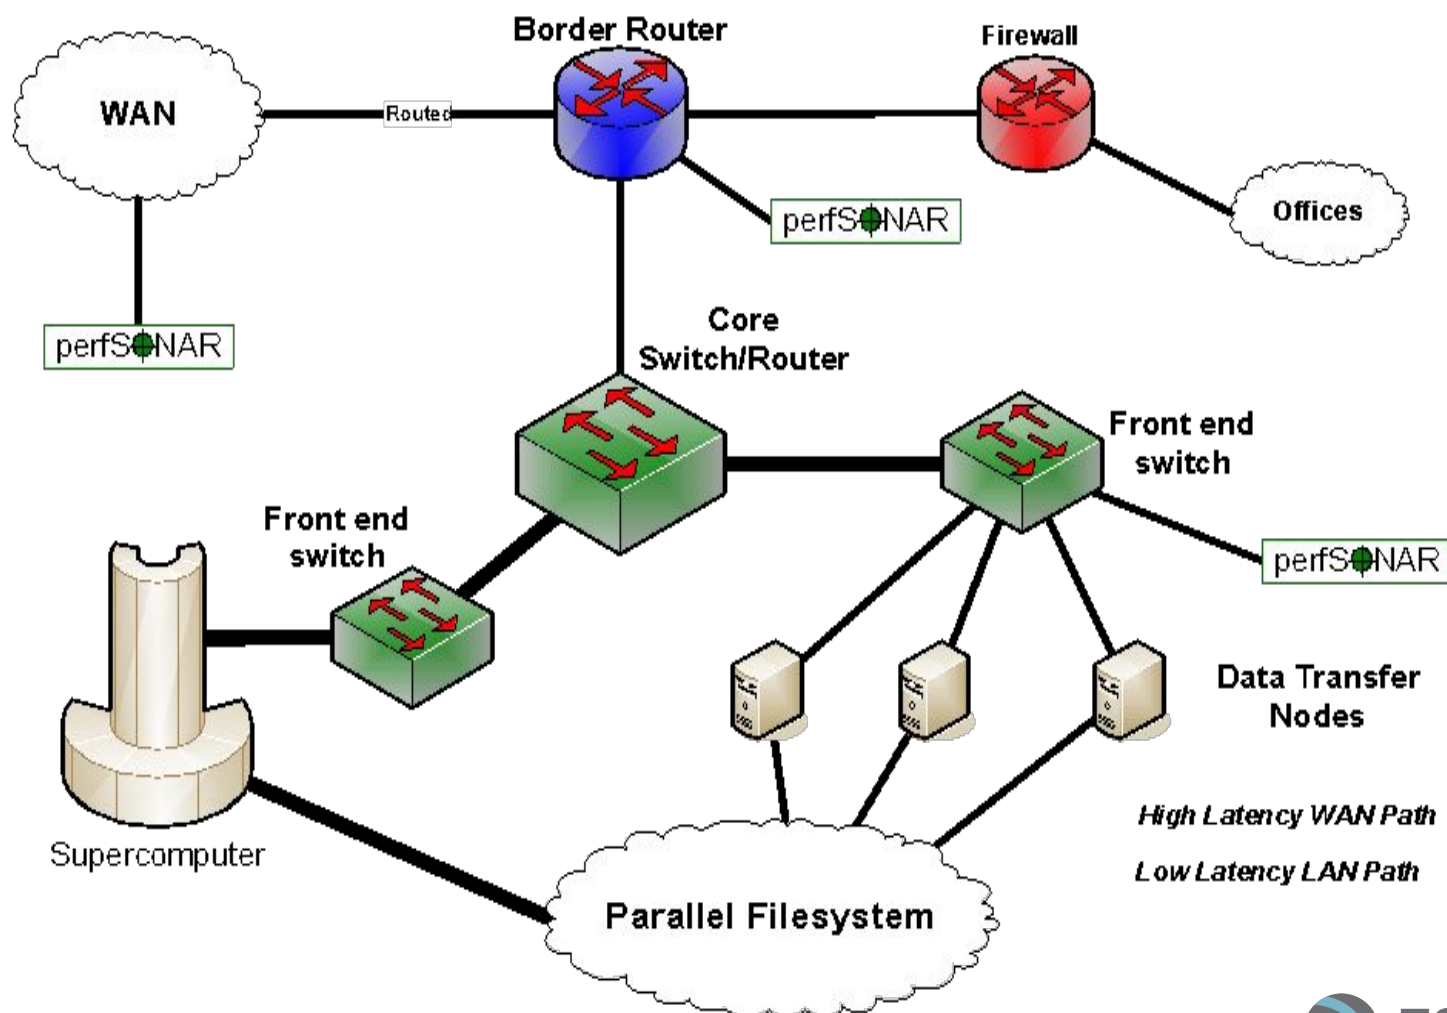 Border Router
Firewall
WAN
Routed
Offices
perfSONAR
perfSONAR
Core
Switch/Router
Front end
switch
Front end
switch
perfSONAR
Data Transfer
Nodes
High Latency WAN Path
Supercomputer
Low Latency LAN Path
Parallel Filesystem